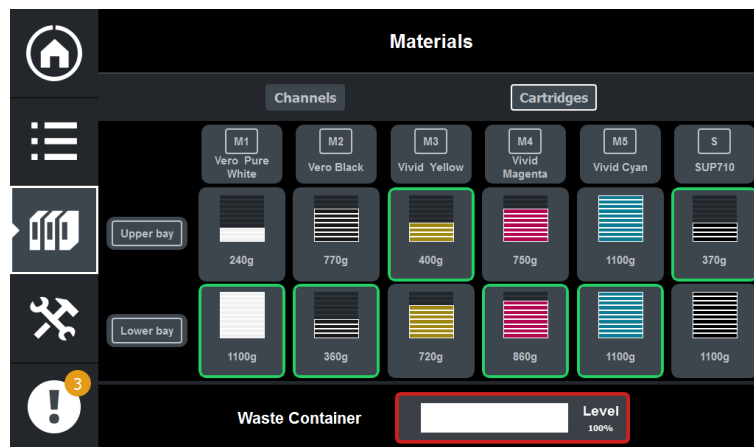 Materials
Channels
Cartridges
M1
Vero Pure
White
M2
Vero Black
M3
Vivid Yellow
M4
Vivid
Magenta
M5
Vivid Cyan
S
SUP710
Upper bay
240g
770g
400g
750g
1100g
370g
Lower bay
1100g
360g
720g
860g
1100g
1100g
3
Waste Container
Level
100%